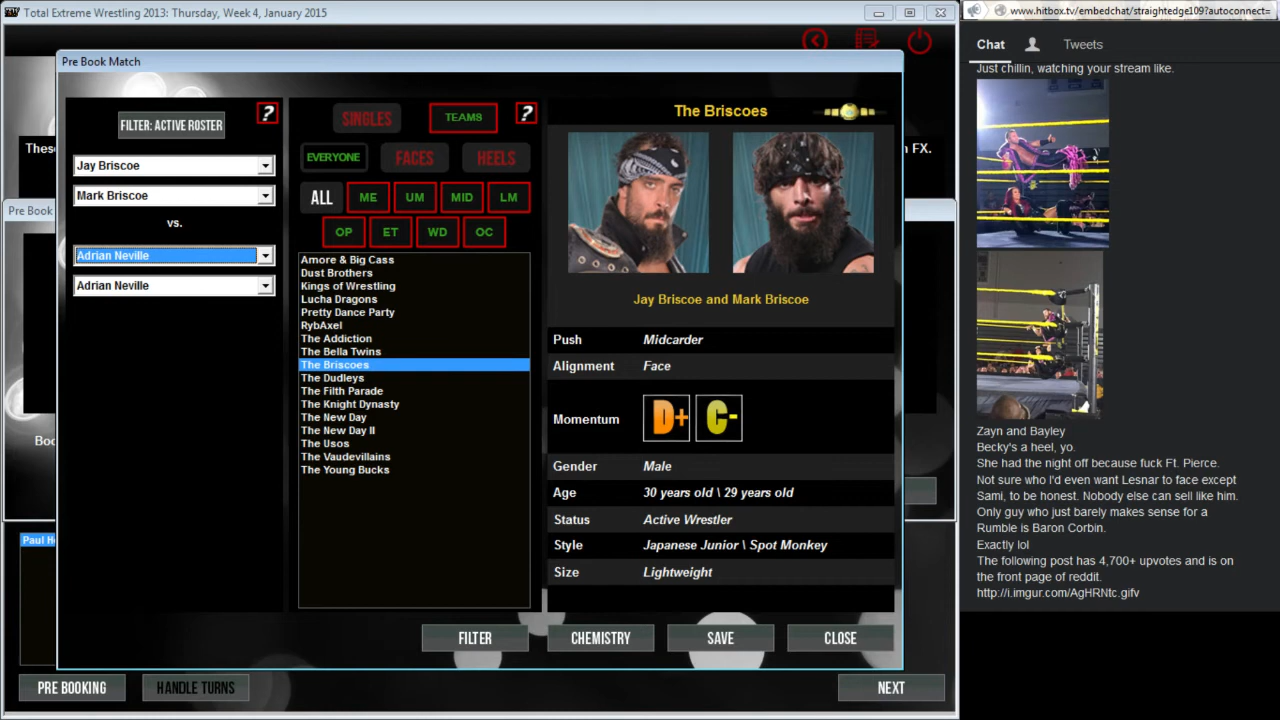 Total Extreme Wrestling 2013: Thursday, Week 4, January 2015
Pre Book Match
These
n FX.
Pre Book
Boo
Paul H
FILTER: ACTIVE ROSTER
?
Jay Briscoe
Mark Briscoe
vs.
Adrian Neville
Adrian Neville
SINGLES
TEAMS
?
EVERYONE
FACES
HEELS
ALL
ME
UM
MID
LM
OP
ET
WD
OC
Amore & Big Cass
Dust Brothers
Kings of Wrestling
Lucha Dragons
Pretty Dance Party
RybAxel
The Addiction
The Bella Twins
The Briscoes
The Dudleys
The Filth Parade
The Knight Dynasty
The New Day
The New Day II
The Usos
The Vaudevillains
The Young Bucks
The Briscoes
Jay Briscoe and Mark Briscoe
Push Midcarder
Alignment Face
Momentum D+ C-
Gender Male
Age 30 years old \ 29 years old
Status Active Wrestler
Style Japanese Junior \ Spot Monkey
Size Lightweight
FILTER
CHEMISTRY
SAVE
CLOSE
PRE BOOKING
HANDLE TURNS
NEXT
www.hitbox.tv/embedchat/straightedge109?autoconnect=
Chat
Tweets
Just chillin, watching your stream like.
Zayn and Bayley
Becky's a heel, yo.
She had the night off because fuck Ft. Pierce.
Not sure who I'd even want Lesnar to face except
Sami, to be honest. Nobody else can sell like him.
Only guy who just barely makes sense for a
Rumble is Baron Corbin.
Exactly lol
The following post has 4,700+ upvotes and is on
the front page of reddit.
http://i.imgur.com/AgHRNtc.gifv